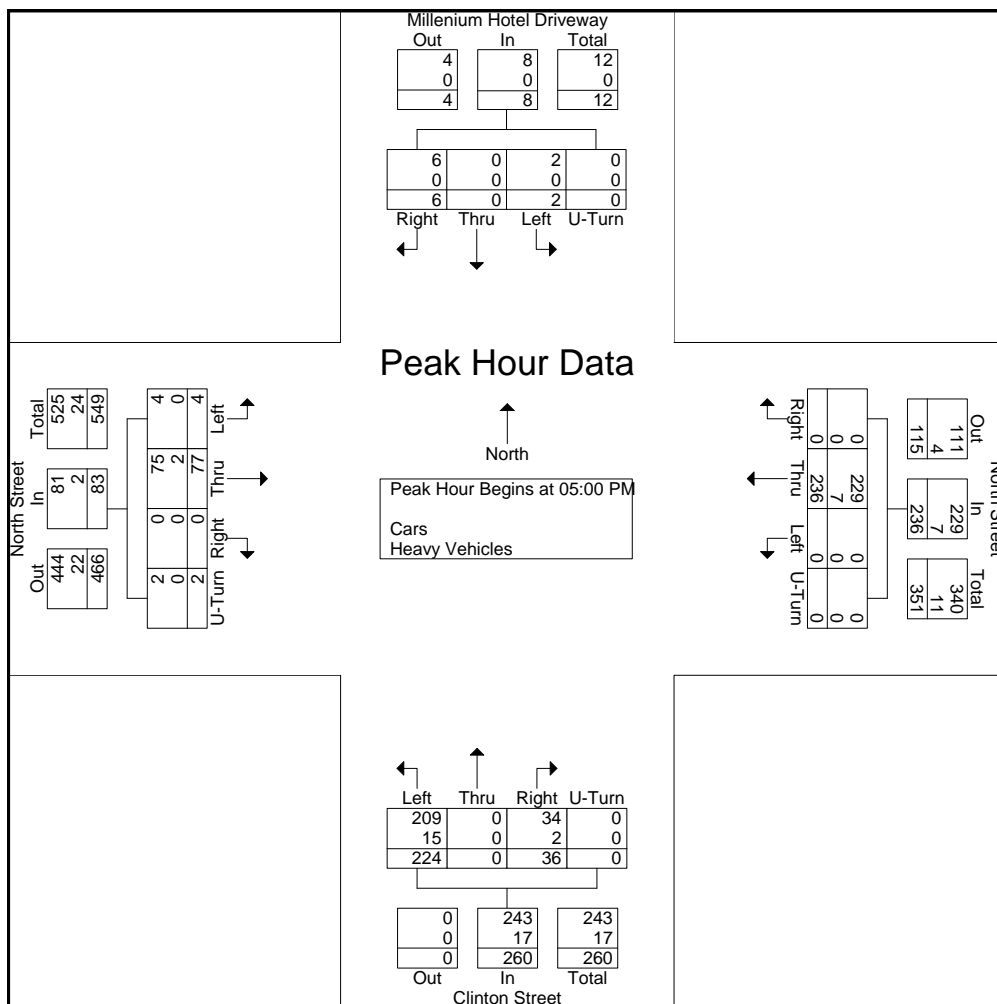 Millenium Hotel Driveway
Out In Total
4 8 12
0 0 0
4 8 12
6 0 2 0
0 0 0 0
6 0 2 0
Right Thru Left U-Turn
Peak Hour Data
North
Peak Hour Begins at 05:00 PM
Cars
Heavy Vehicles
North Street
Out In Total
444 81 525
22 2 24
466 83 549
U-Turn Right Thru Left
2 0 75 4
0 0 2 0
2 0 77 4
North Street
Out In Total
111 229 340
4 7 11
115 236 351
0 229 0 0
0 7 0 0
0 236 0 0
Right Thru Left U-Turn
Left Thru Right U-Turn
209 0 34 0
15 0 2 0
224 0 36 0
0 243 243
0 17 17
0 260 260
Out In Total
Clinton Street